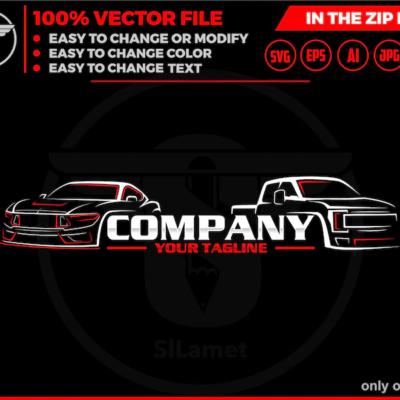 100% VECTOR FILE
EASY TO CHANGE OR MODIFY
EASY TO CHANGE COLOR
EASY TO CHANGE TEXT
IN THE ZIP
SVG
EPS
AI
JPG
COMPANY
YOUR TAGLINE
SlLamet
only o